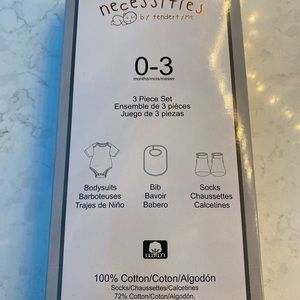 necessities
by tendertyme
0-3
months/mois/meses
3 Piece Set
Ensemble de 3 pièces
Juego de 3 piezas
Bodysuits
Barboteuses
Trajes de Niño
Bib
Bavoir
Babero
Socks
Chaussettes
Calcetines
COTTON
100% Cotton/Coton/Algodón
Socks/Chaussettes/Calcetines
72% Cotton/Coton/Algodón,